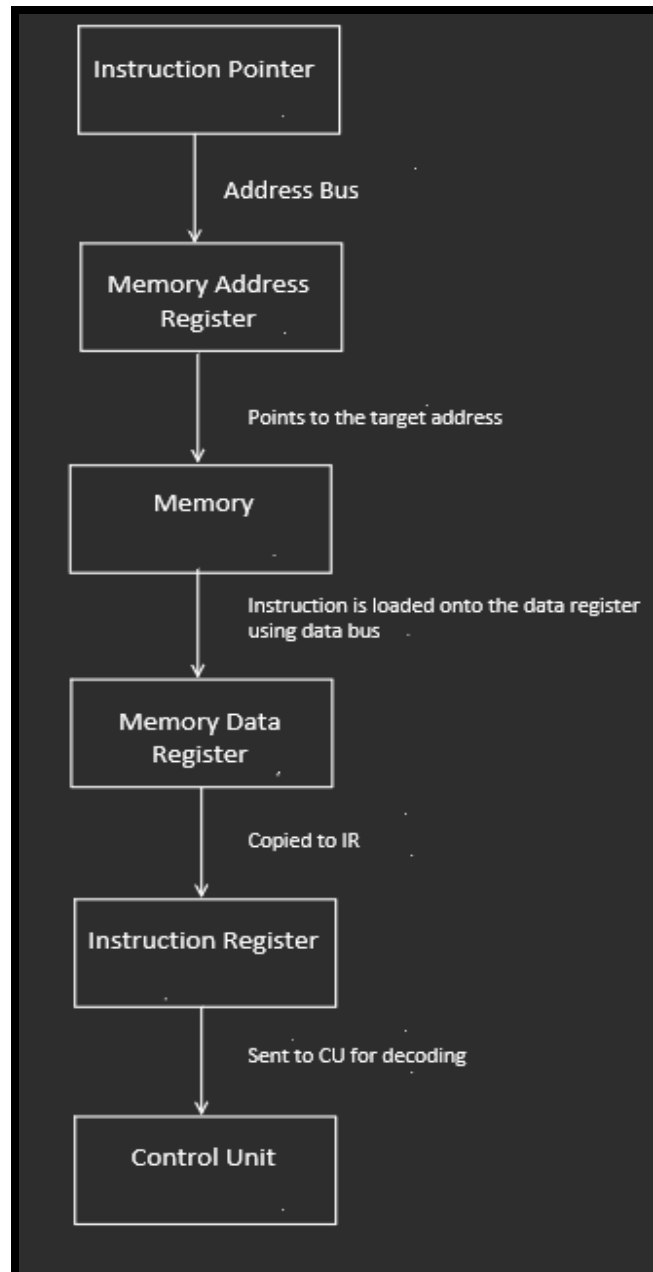 Instruction Pointer
Address Bus
Memory Address
Register
Points to the target address
Memory
Instruction is loaded onto the data register
using data bus
Memory Data
Register
Copied to IR
Instruction Register
Sent to CU for decoding
Control Unit